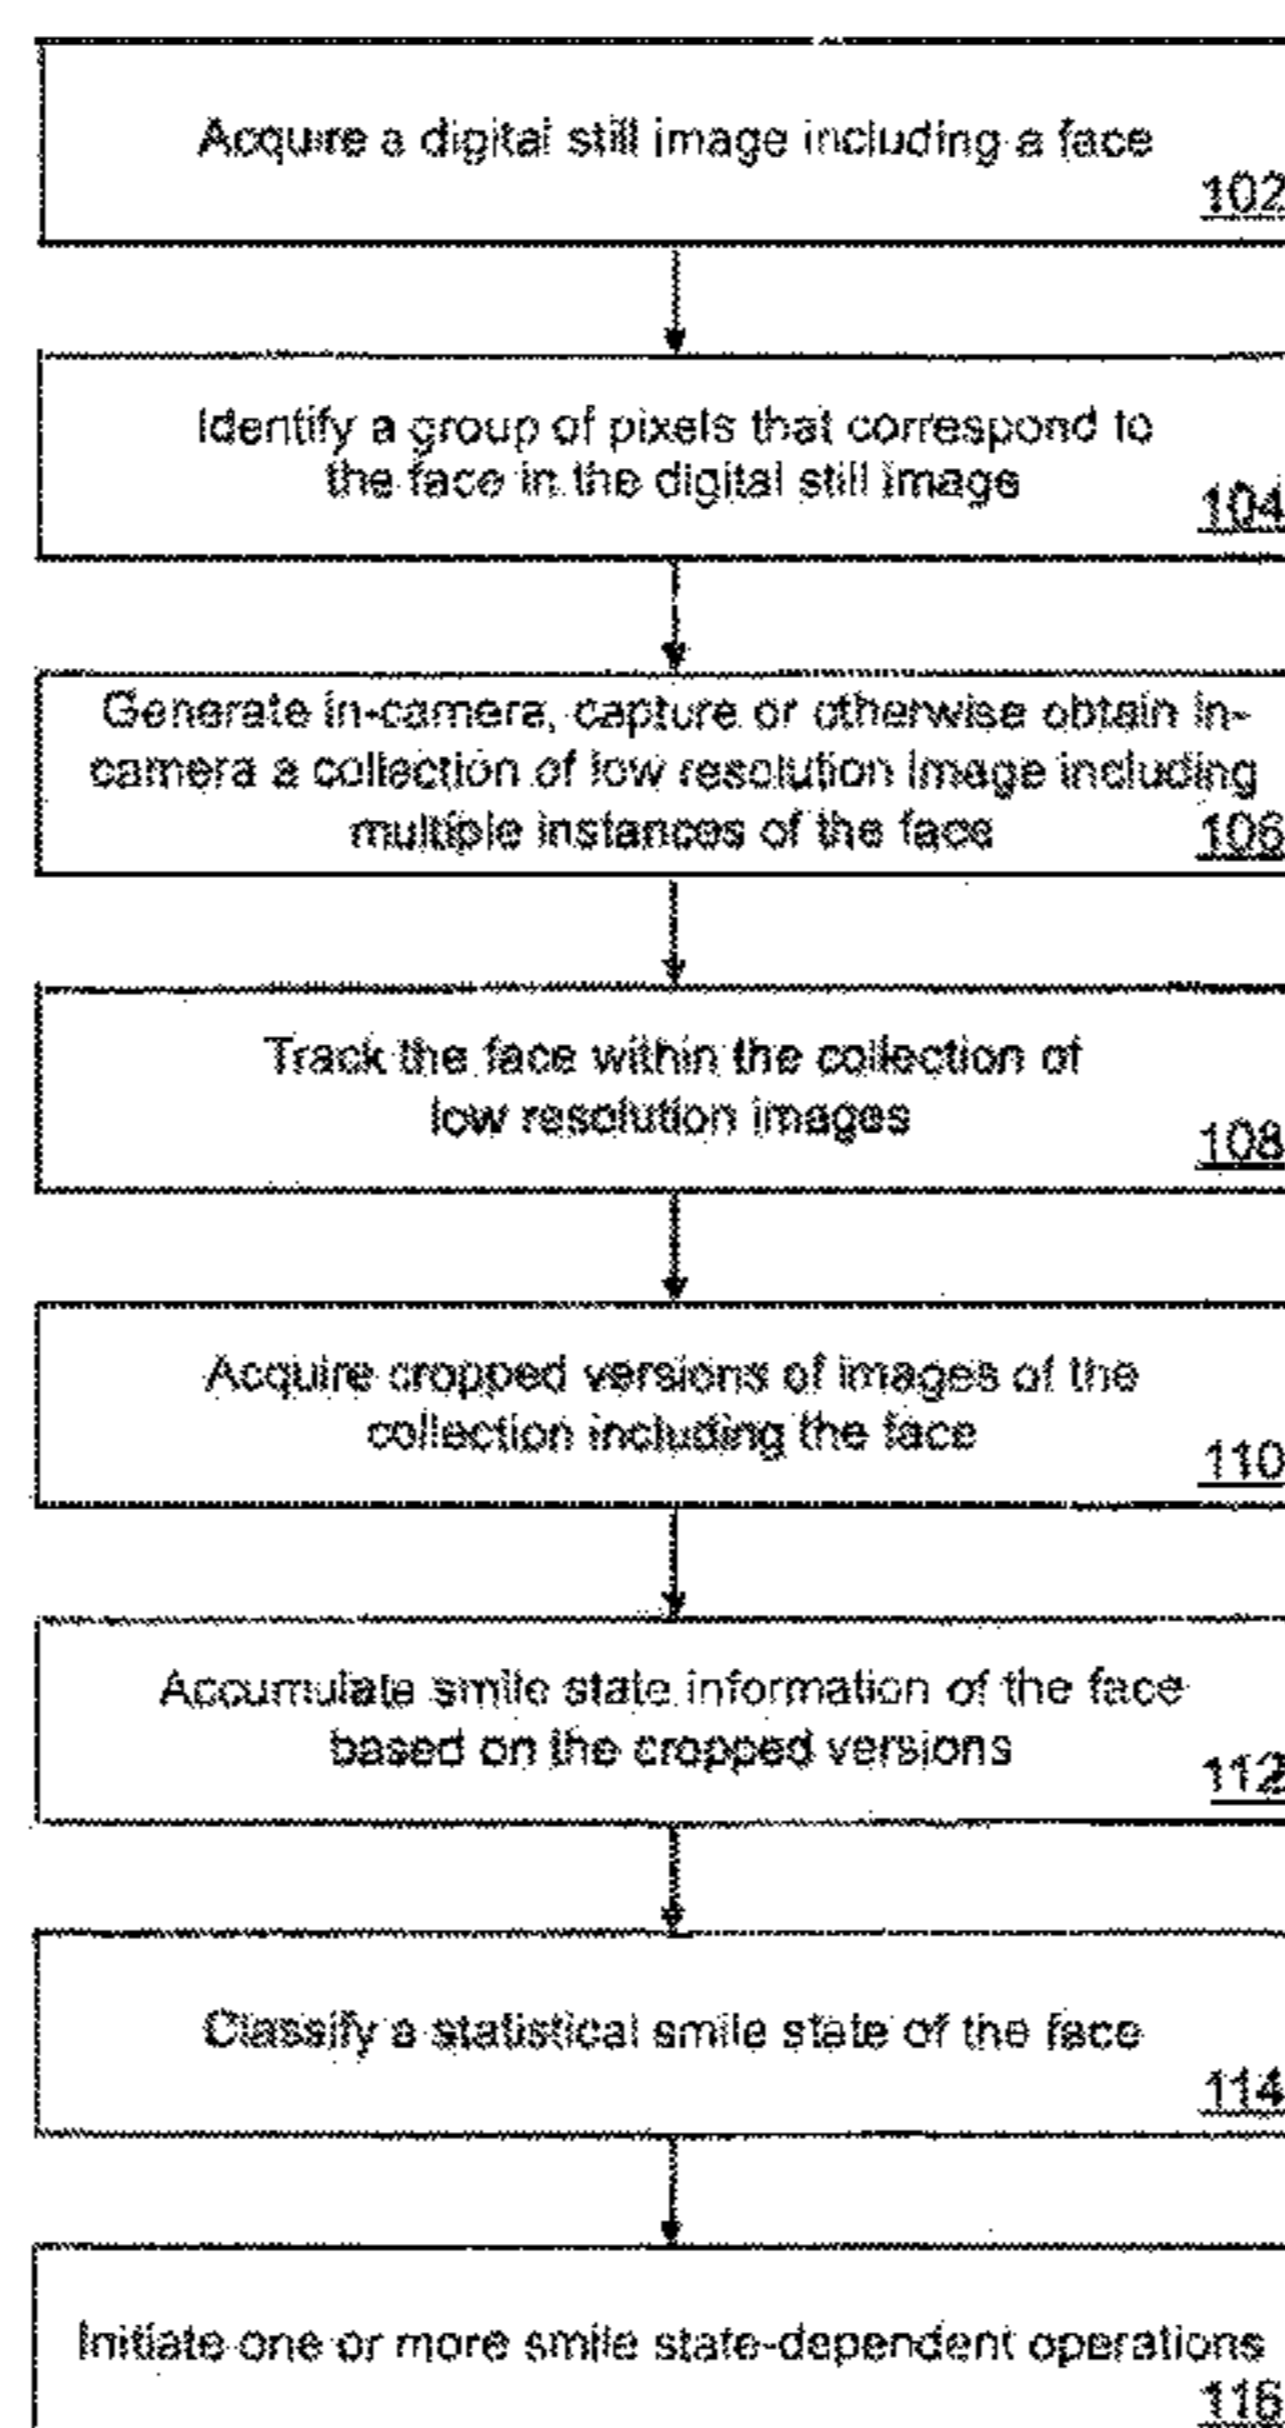 Acquire a digital still image including a face
102
Identify a group of pixels that correspond to
the face in the digital still image
104
Generate in-camera, capture or otherwise obtain in-
camera a collection of low resolution image including
multiple instances of the face
106
Track the face within the collection of
low resolution images
108
Acquire cropped versions of images of the
collection including the face
110
Accumulate smile state information of the face
based on the cropped versions
112
Classify a statistical smile state of the face
114
Initiate one or more smile state-dependent operations
116